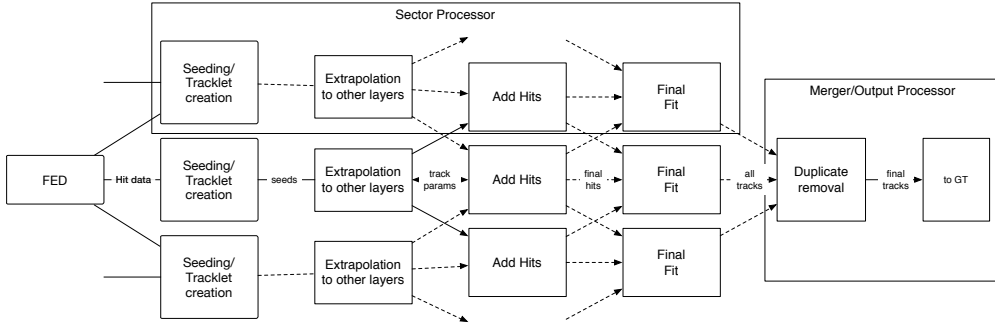 Sector Processor
Seeding/
Tracklet
creation
Extrapolation
to other layers
Add Hits
Final
Fit
Merger/Output Processor
FED
Hit data
Seeding/
Tracklet
creation
seeds
Extrapolation
to other layers
track
params
Add Hits
final
hits
Final
Fit
all
tracks
Duplicate
removal
final
tracks
to GT
Seeding/
Tracklet
creation
Extrapolation
to other layers
Add Hits
Final
Fit